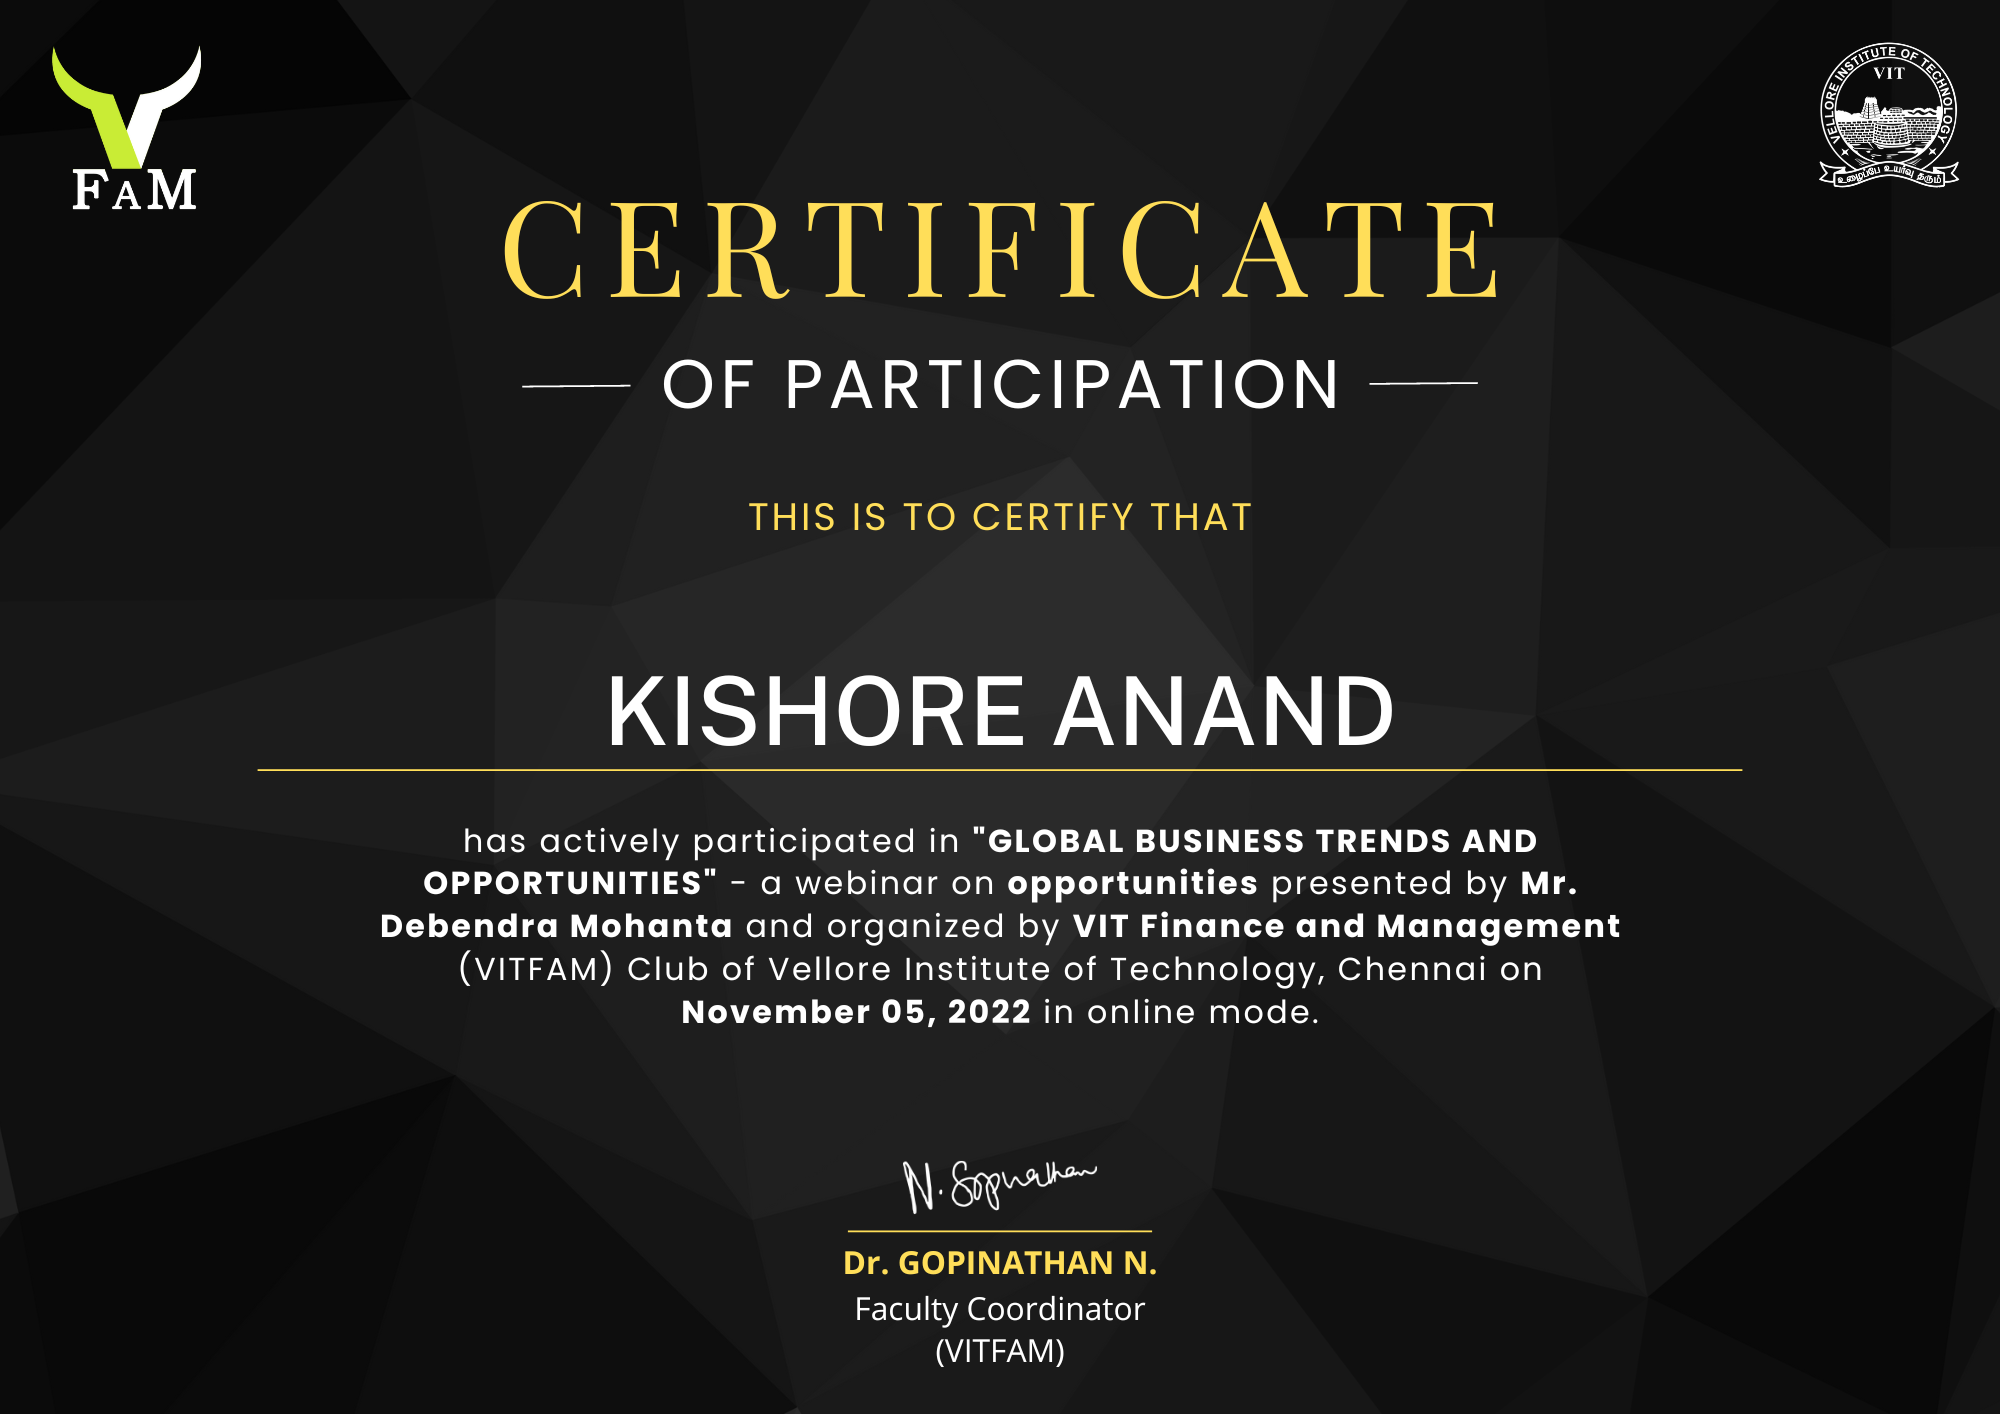 FAM
VELLORE INSTITUTE OF TECHNOLOGY
VIT
உழைப்பே உயர்வு தரும்
CERTIFICATE
OF PARTICIPATION
THIS IS TO CERTIFY THAT
KISHORE ANAND
has actively participated in "GLOBAL BUSINESS TRENDS AND
OPPORTUNITIES" - a webinar on opportunities presented by Mr.
Debendra Mohanta and organized by VIT Finance and Management
(VITFAM) Club of Vellore Institute of Technology, Chennai on
November 05, 2022 in online mode.
N. Gopinathan
Dr. GOPINATHAN N.
Faculty Coordinator
(VITFAM)